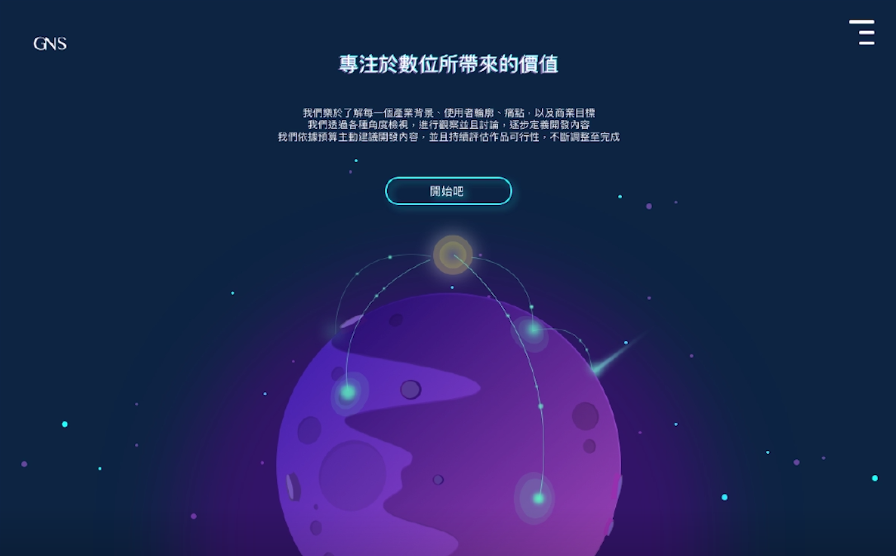 GNS
專注於數位所帶來的價值
我們樂於了解每一個產業背景、使用者輪廓、痛點，以及商業目標
我們透過各種角度檢視，進行觀察並且討論，逐步定義開發內容
我們依據預算主動建議開發內容，並且持續評估作品可行性，不斷調整至完成
開始吧